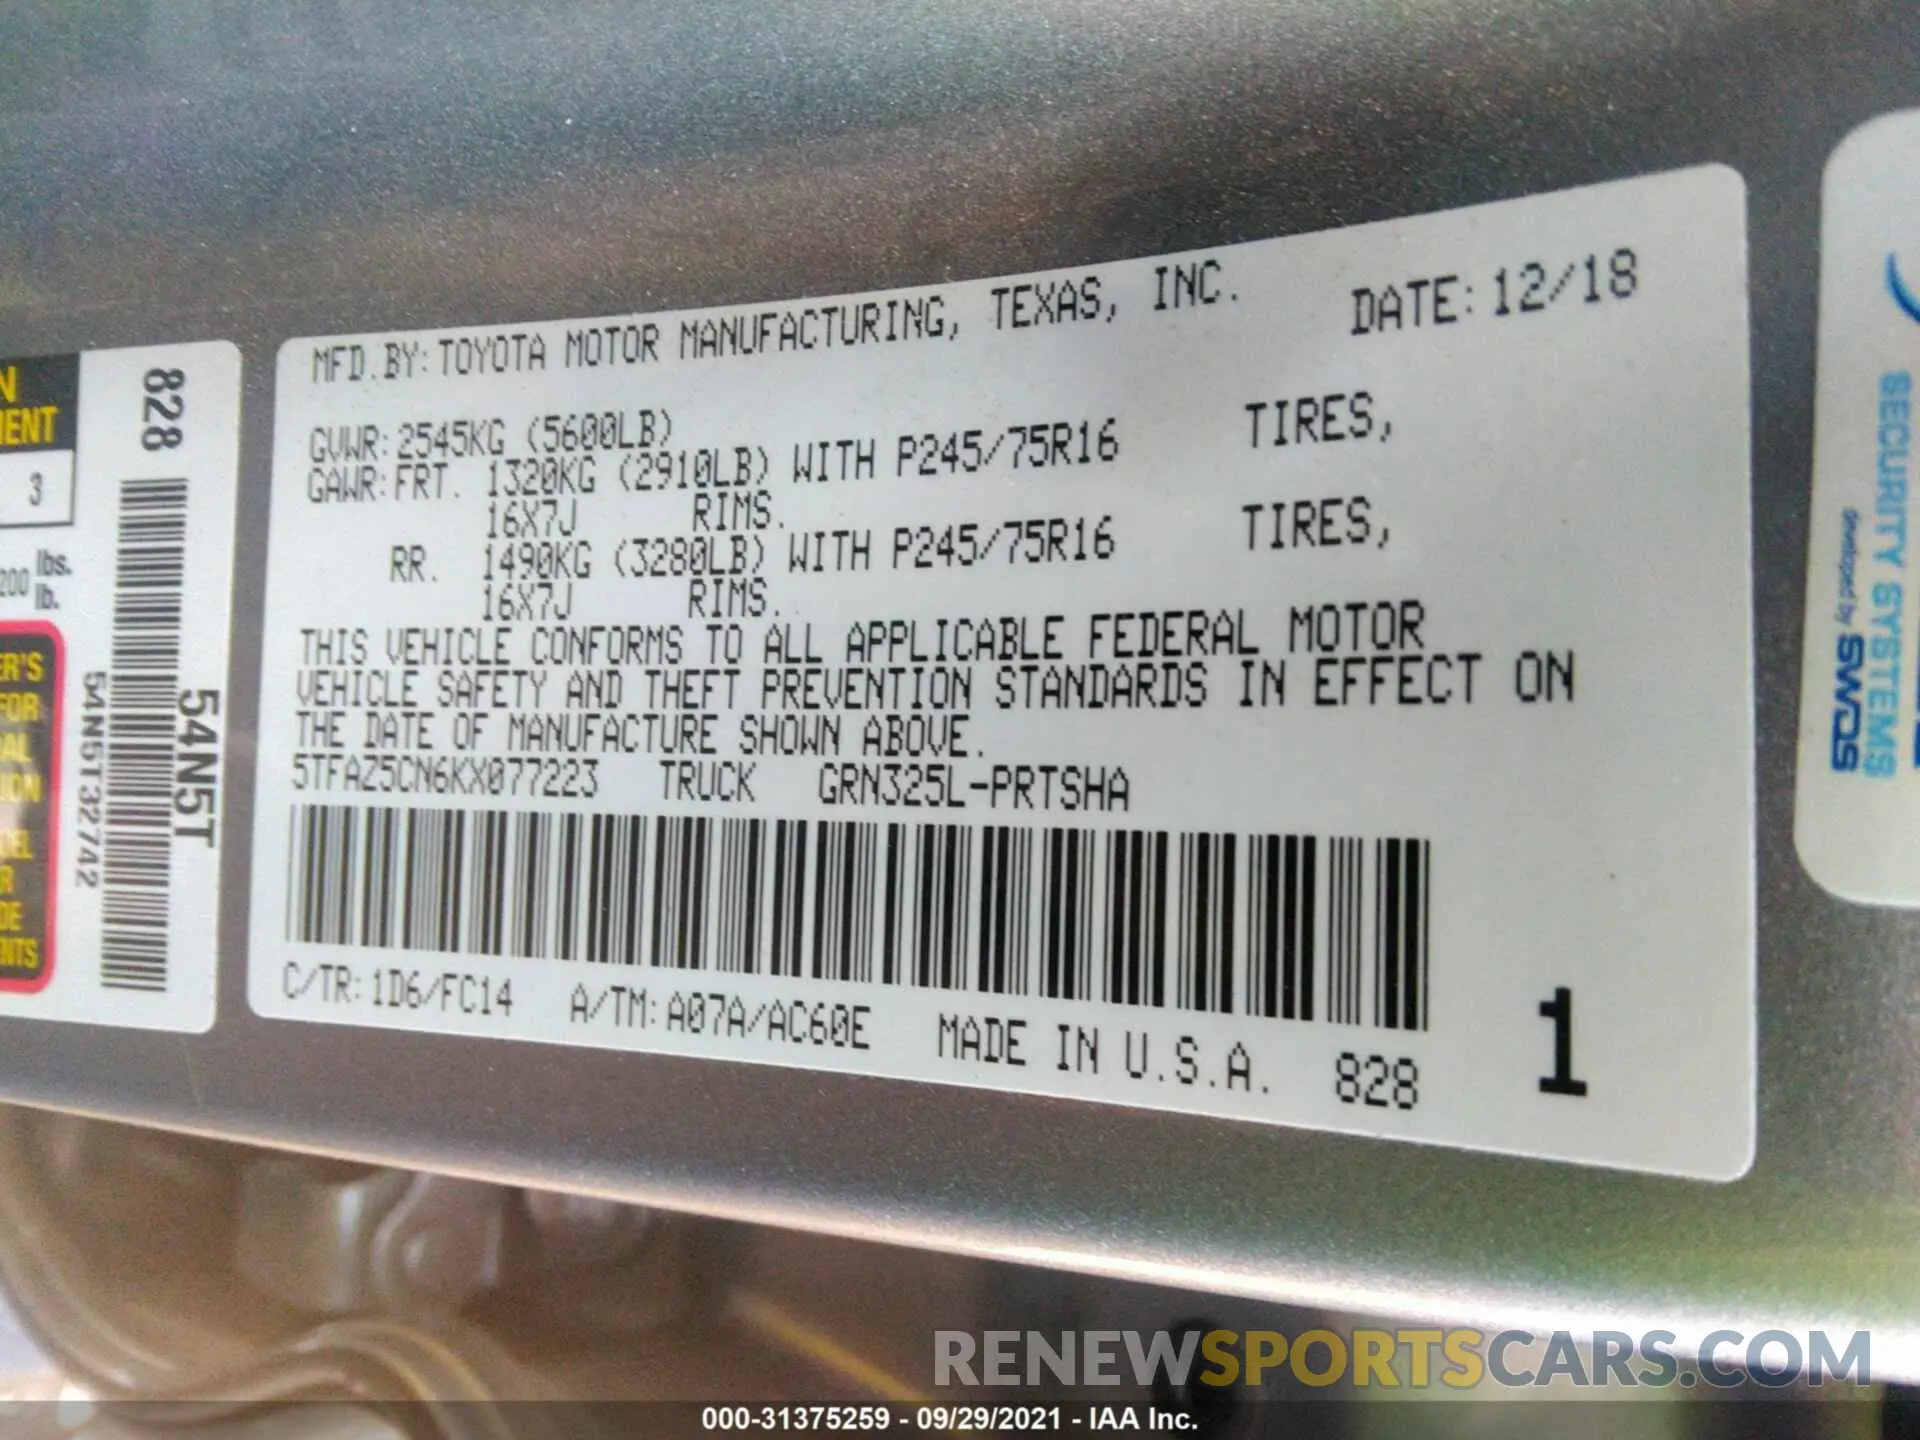 MFD.BY:TOYOTA MOTOR MANUFACTURING, TEXAS, INC. DATE:12/18
GVWR:2545KG (5600LB)
GAWR:FRT. 1320KG (2910LB) WITH P245/75R16 TIRES,
16X7J RIMS.
RR. 1490KG (3280LB) WITH P245/75R16 TIRES,
16X7J RIMS.
THIS VEHICLE CONFORMS TO ALL APPLICABLE FEDERAL MOTOR
VEHICLE SAFETY AND THEFT PREVENTION STANDARDS IN EFFECT ON
THE DATE OF MANUFACTURE SHOWN ABOVE.
5TFAZ5CN6KX077223 TRUCK GRN325L-PRTSHA
C/TR:1D6/FC14 A/TM:A07A/AC60E MADE IN U.S.A. 828 1
828
54N5T
54N5T32742
3
200 lbs.
lb.
SECURITY SYSTEMS
developed by SWDS
RENEWSPORTSCARS.COM
000-31375259 - 09/29/2021 - IAA Inc.